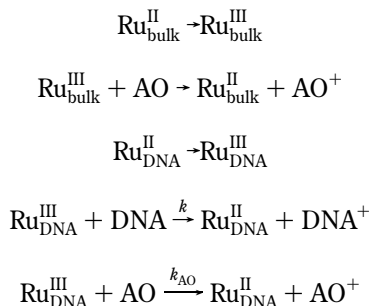 Ru^II_bulk → Ru^III_bulk
Ru^III_bulk + AO → Ru^II_bulk + AO^+
Ru^II_DNA → Ru^III_DNA
Ru^III_DNA + DNA —k→ Ru^II_DNA + DNA^+
Ru^III_DNA + AO —k_AO→ Ru^II_DNA + AO^+